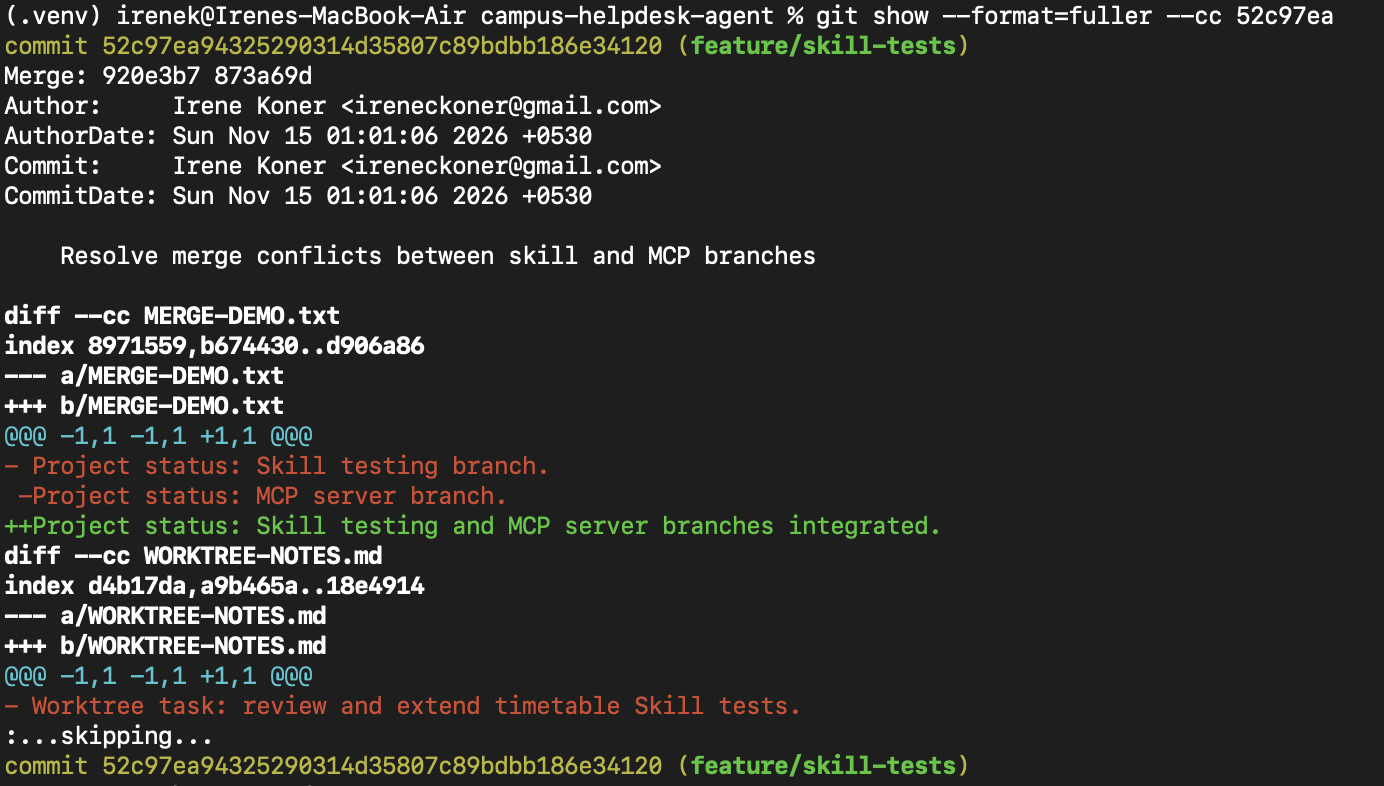 (.venv) irenek@Irenes-MacBook-Air campus-helpdesk-agent % git show --format=fuller --cc 52c97ea
commit 52c97ea94325290314d35807c89bdbb186e34120 (feature/skill-tests)
Merge: 920e3b7 873a69d
Author:     Irene Koner <ireneckoner@gmail.com>
AuthorDate: Sun Nov 15 01:01:06 2026 +0530
Commit:     Irene Koner <ireneckoner@gmail.com>
CommitDate: Sun Nov 15 01:01:06 2026 +0530

    Resolve merge conflicts between skill and MCP branches

diff --cc MERGE-DEMO.txt
index 8971559,b674430..d906a86
--- a/MERGE-DEMO.txt
+++ b/MERGE-DEMO.txt
@@@ -1,1 -1,1 +1,1 @@@
- Project status: Skill testing branch.
 -Project status: MCP server branch.
++Project status: Skill testing and MCP server branches integrated.
diff --cc WORKTREE-NOTES.md
index d4b17da,a9b465a..18e4914
--- a/WORKTREE-NOTES.md
+++ b/WORKTREE-NOTES.md
@@@ -1,1 -1,1 +1,1 @@@
- Worktree task: review and extend timetable Skill tests.
:...skipping...
commit 52c97ea94325290314d35807c89bdbb186e34120 (feature/skill-tests)